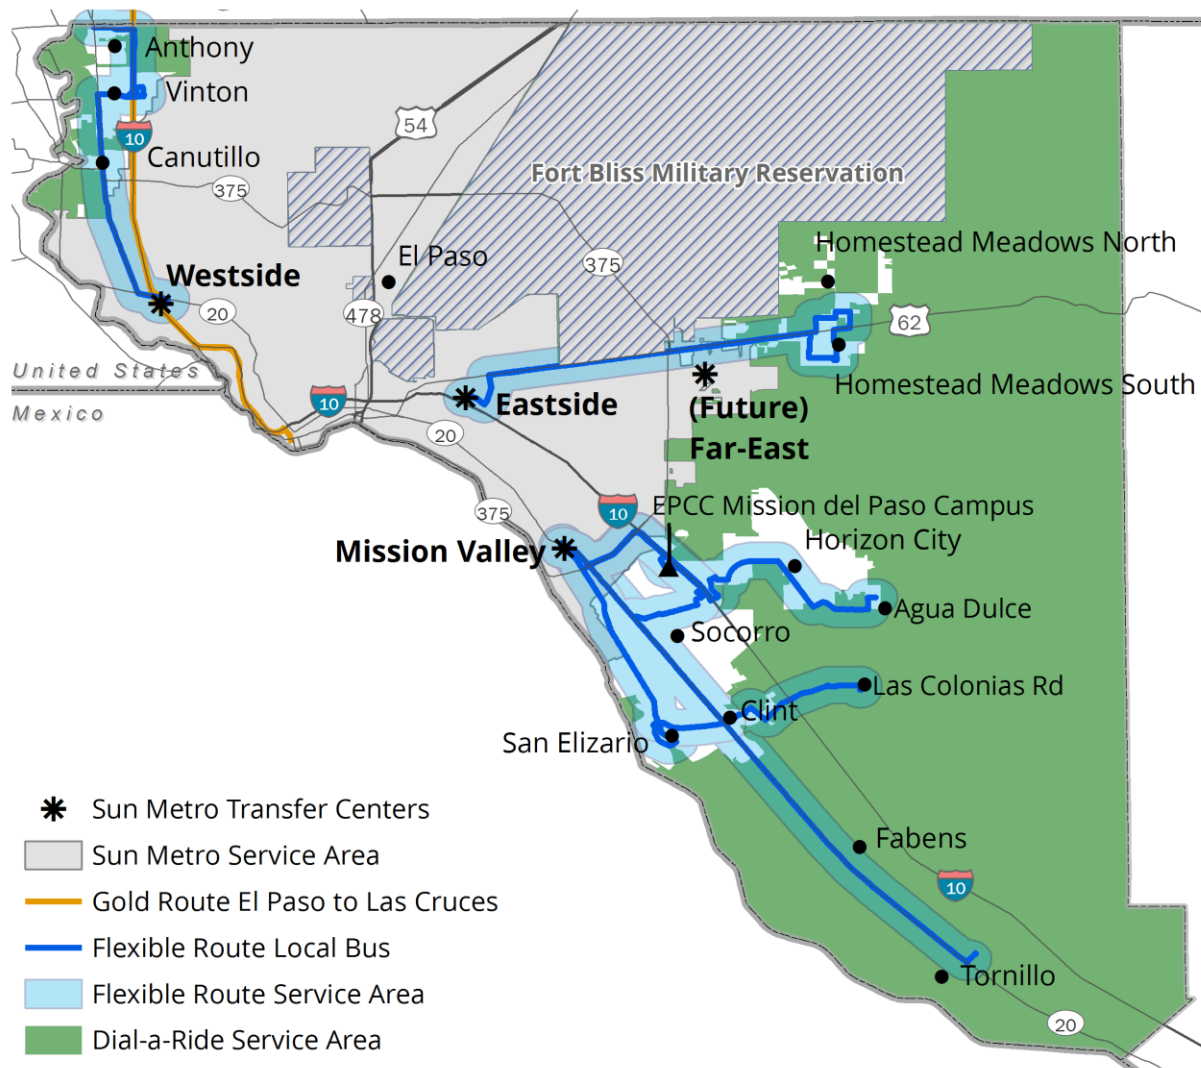 Anthony
Vinton
10
Canutillo
54
375
Fort Bliss Military Reservation
Homestead Meadows North
El Paso
375
Westside
20
478
62
United States
Mexico
Homestead Meadows South
10
Eastside
(Future)
Far-East
20
375
10
EPCC Mission del Paso Campus
Horizon City
Mission Valley
Agua Dulce
Socorro
Las Colonias Rd
Clint
San Elizario
Fabens
10
Tornillo
20
Sun Metro Transfer Centers
Sun Metro Service Area
Gold Route El Paso to Las Cruces
Flexible Route Local Bus
Flexible Route Service Area
Dial-a-Ride Service Area